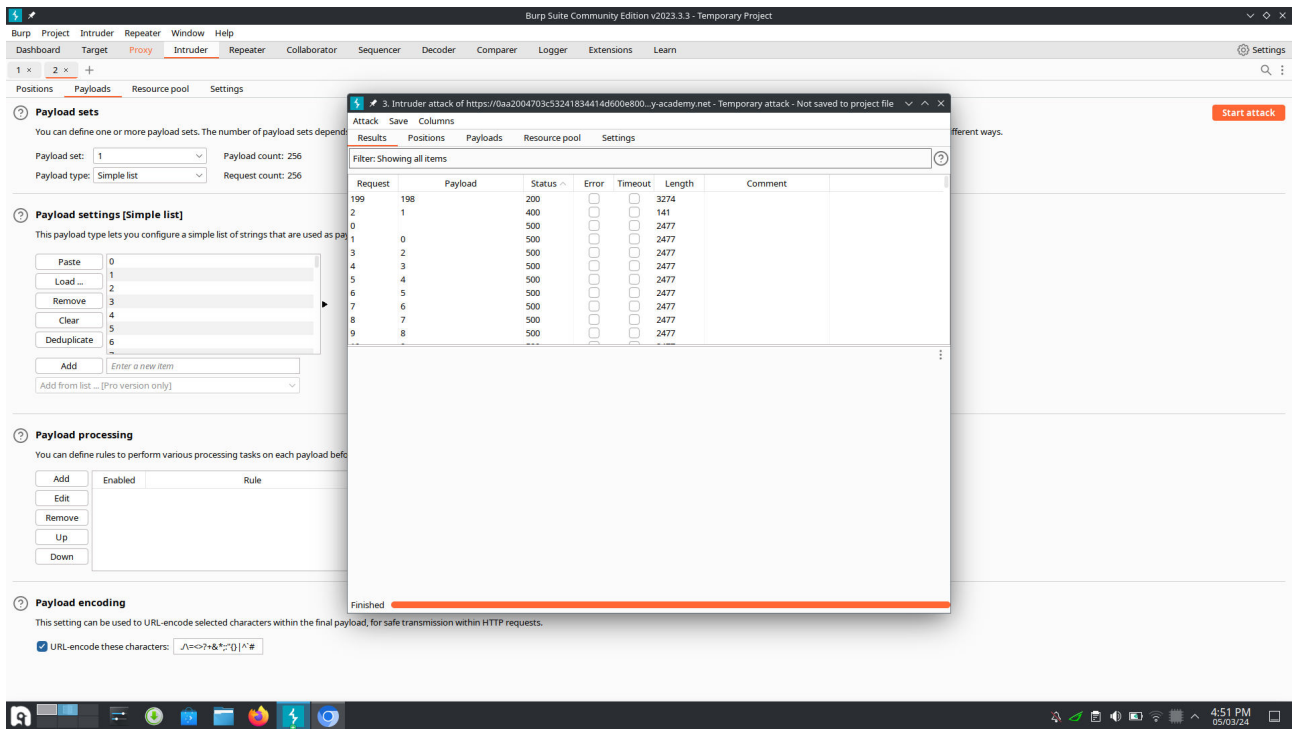 Burp Suite Community Edition v2023.3.3 - Temporary Project
Burp Project Intruder Repeater Window Help
Dashboard Target Proxy Intruder Repeater Collaborator Sequencer Decoder Comparer Logger Extensions Learn Settings
1 × 2 × +
Positions Payloads Resource pool Settings
3. Intruder attack of https://0aa2004703c53241834414d600e800...y-academy.net - Temporary attack - Not saved to project file
? Payload sets
Start attack
You can define one or more payload sets. The number of payload sets depend
fferent ways.
Attack Save Columns
Results Positions Payloads Resource pool Settings
Payload set: 1 Payload count: 256
Payload type: Simple list Request count: 256
Filter: Showing all items ?
Request Payload Status Error Timeout Length Comment
199 198 200 3274
2 1 400 141
0 500 2477
1 0 500 2477
3 2 500 2477
4 3 500 2477
5 4 500 2477
6 5 500 2477
7 6 500 2477
8 7 500 2477
9 8 500 2477
? Payload settings [Simple list]
This payload type lets you configure a simple list of strings that are used as pay
Paste
Load ...
Remove
Clear
Deduplicate
0
1
2
3
4
5
6
Add Enter a new item
Add from list ... [Pro version only]
? Payload processing
You can define rules to perform various processing tasks on each payload befo
Add
Edit
Remove
Up
Down
Enabled Rule
Finished
? Payload encoding
This setting can be used to URL-encode selected characters within the final payload, for safe transmission within HTTP requests.
URL-encode these characters: ./\=<>?+&*;:"{}|^`#
4:51 PM
05/03/24